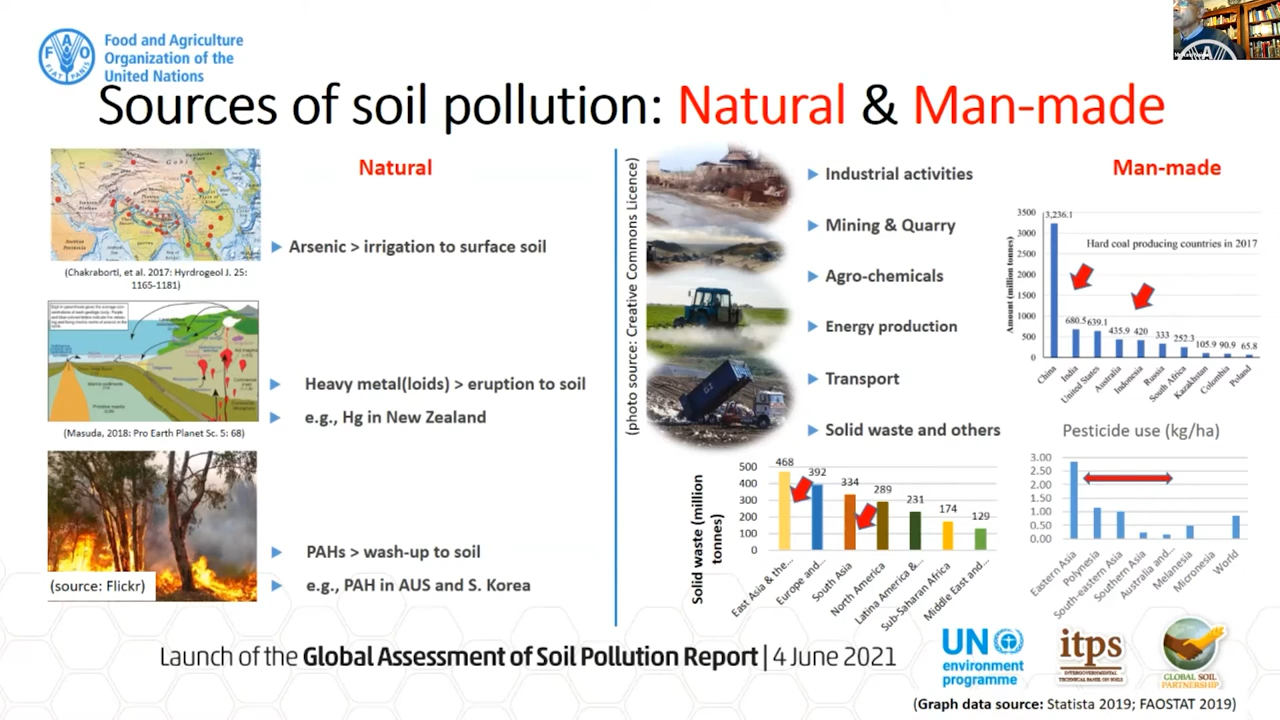 Food and Agriculture
Organization of the
United Nations
Sources of soil pollution: Natural & Man-made
Natural
Arsenic > irrigation to surface soil
(Chakraborti, et al. 2017: Hyrdrogeol J. 25:
1165-1181)
Heavy metal(loids) > eruption to soil
e.g., Hg in New Zealand
(Masuda, 2018: Pro Earth Planet Sc. 5: 68)
PAHs > wash-up to soil
e.g., PAH in AUS and S. Korea
(source: Flickr)
(photo source: Creative Commons Licence)
Industrial activities
Mining & Quarry
Agro-chemicals
Energy production
Transport
Solid waste and others
Man-made
Hard coal producing countries in 2017
Amount (million tonnes)
3500
3000
2500
2000
1500
1000
500
0
3,236.1
680.5
639.1
435.9
420
333
252.3
105.9
90.9
65.8
China
India
United States
Australia
Indonesia
Russia
South Africa
Kazakhstan
Colombia
Poland
Solid waste (million
tonnes)
500
400
300
200
100
0
468
392
334
289
231
174
129
East Asia & the...
Europe and...
South Asia
North America
Latina America &...
Sub-Saharan Africa
Middle East and...
Pesticide use (kg/ha)
3.00
2.50
2.00
1.50
1.00
0.50
0.00
Eastern Asia
Polynesia
South-eastern Asia
Southern Asia
Australia and...
Melanesia
Micronesia
World
Launch of the Global Assessment of Soil Pollution Report | 4 June 2021
UN
environment
programme
itps
INTERGOVERNMENTAL
TECHNICAL PANEL ON SOILS
GLOBAL SOIL
PARTNERSHIP
(Graph data source: Statista 2019; FAOSTAT 2019)